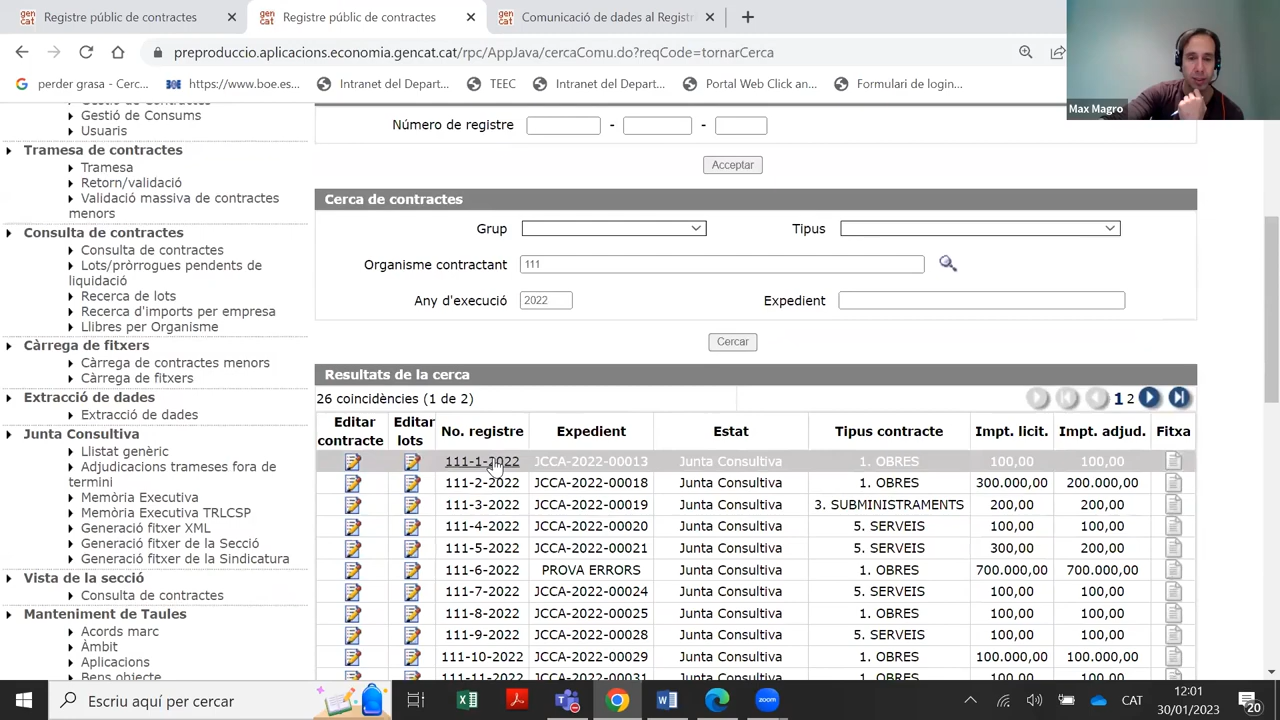 gen cat Registre públic de contractes
gen cat Registre públic de contractes
gen cat Comunicació de dades al Registr
preproduccio.aplicacions.economia.gencat.cat/rpc/AppJava/cercaComu.do?reqCode=tornarCerca
perder grasa - Cerc... https://www.boe.es... Intranet del Depart... TEEC Intranet del Depart... Portal Web Click an... Formulari de login...
Max Magro
Gestió de Contractes
Gestió de Consums
Usuaris
Tramesa de contractes
Tramesa
Retorn/validació
Validació massiva de contractes
menors
Consulta de contractes
Consulta de contractes
Lots/pròrrogues pendents de
liquidació
Recerca de lots
Recerca d'imports per empresa
Llibres per Organisme
Càrrega de fitxers
Càrrega de contractes menors
Càrrega de fitxers
Extracció de dades
Extracció de dades
Junta Consultiva
Llistat genèric
Adjudicacions trameses fora de
termini
Memòria Executiva
Memòria Executiva TRLCSP
Generació fitxer XML
Generació fitxer de la Secció
Generació fitxer de la Sindicatura
Vista de la secció
Consulta de contractes
Manteniment de Taules
Acords marc
Àmbit
Aplicacions
Bens objecte
Número de registre - -
Acceptar
Cerca de contractes
Grup Tipus
Organisme contractant 111
Any d'execució 2022 Expedient
Cercar
Resultats de la cerca
26 coincidències (1 de 2) 1 2
Editar contracte Editar lots No. registre Expedient Estat Tipus contracte Impt. licit. Impt. adjud. Fitxa
111-1-2022 JCCA-2022-00013 Junta Consultiva 1. OBRES 100,00 100,00
111-2-2022 JCCA-2022-00018 Junta Consultiva 1. OBRES 300.000,00 200.000,00
111-3-2022 JCCA-2022-00019 Junta Consultiva 3. SUBMINISTRAMENTS 200,00 200,00
111-4-2022 JCCA-2022-00020 Junta Consultiva 5. SERVEIS 100,00 100,00
111-5-2022 JCCA-2022-00021 Junta Consultiva 5. SERVEIS 300,00 200,00
111-6-2022 PROVA ERRORS Junta Consultiva 1. OBRES 700.000,00 700.000,00
111-7-2022 JCCA-2022-00024 Junta Consultiva 5. SERVEIS 100,00 100,00
111-8-2022 JCCA-2022-00025 Junta Consultiva 1. OBRES 100,00 100,00
111-9-2022 JCCA-2022-00028 Junta Consultiva 5. SERVEIS 100,00 100,00
111-10-2022 JCCA-2022-00029 Junta Consultiva 1. OBRES 100.000,00 100.000,00
Escriu aquí per cercar
zoom
CAT
12:01
30/01/2023
20